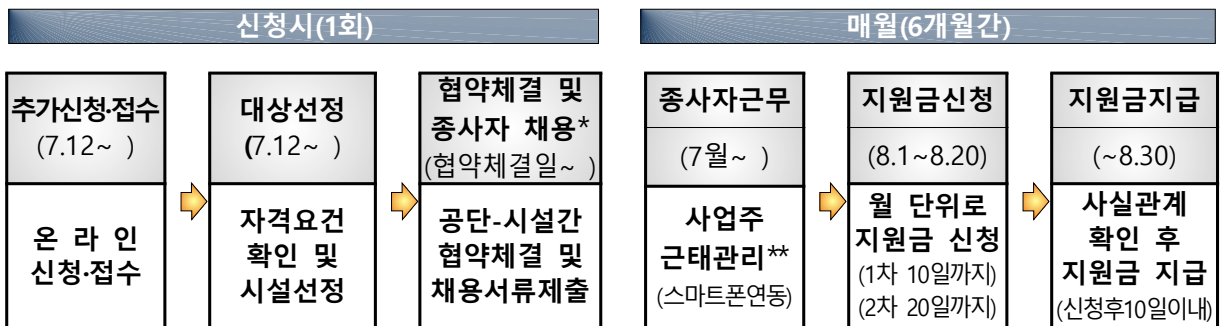 신청시(1회)
추가신청·접수
(7.12~ )
온 라 인
신청·접수
대상선정
(7.12~ )
자격요건
확인 및
시설선정
협약체결 및
종사자 채용*
(협약체결일~ )
공단-시설간
협약체결 및
채용서류제출
매월(6개월간)
종사자근무
(7월~ )
사업주
근태관리**
(스마트폰연동)
지원금신청
(8.1~8.20)
월 단위로
지원금 신청
(1차 10일까지)
(2차 20일까지)
지원금지급
(~8.30)
사실관계
확인 후
지원금 지급
(신청후10일이내)